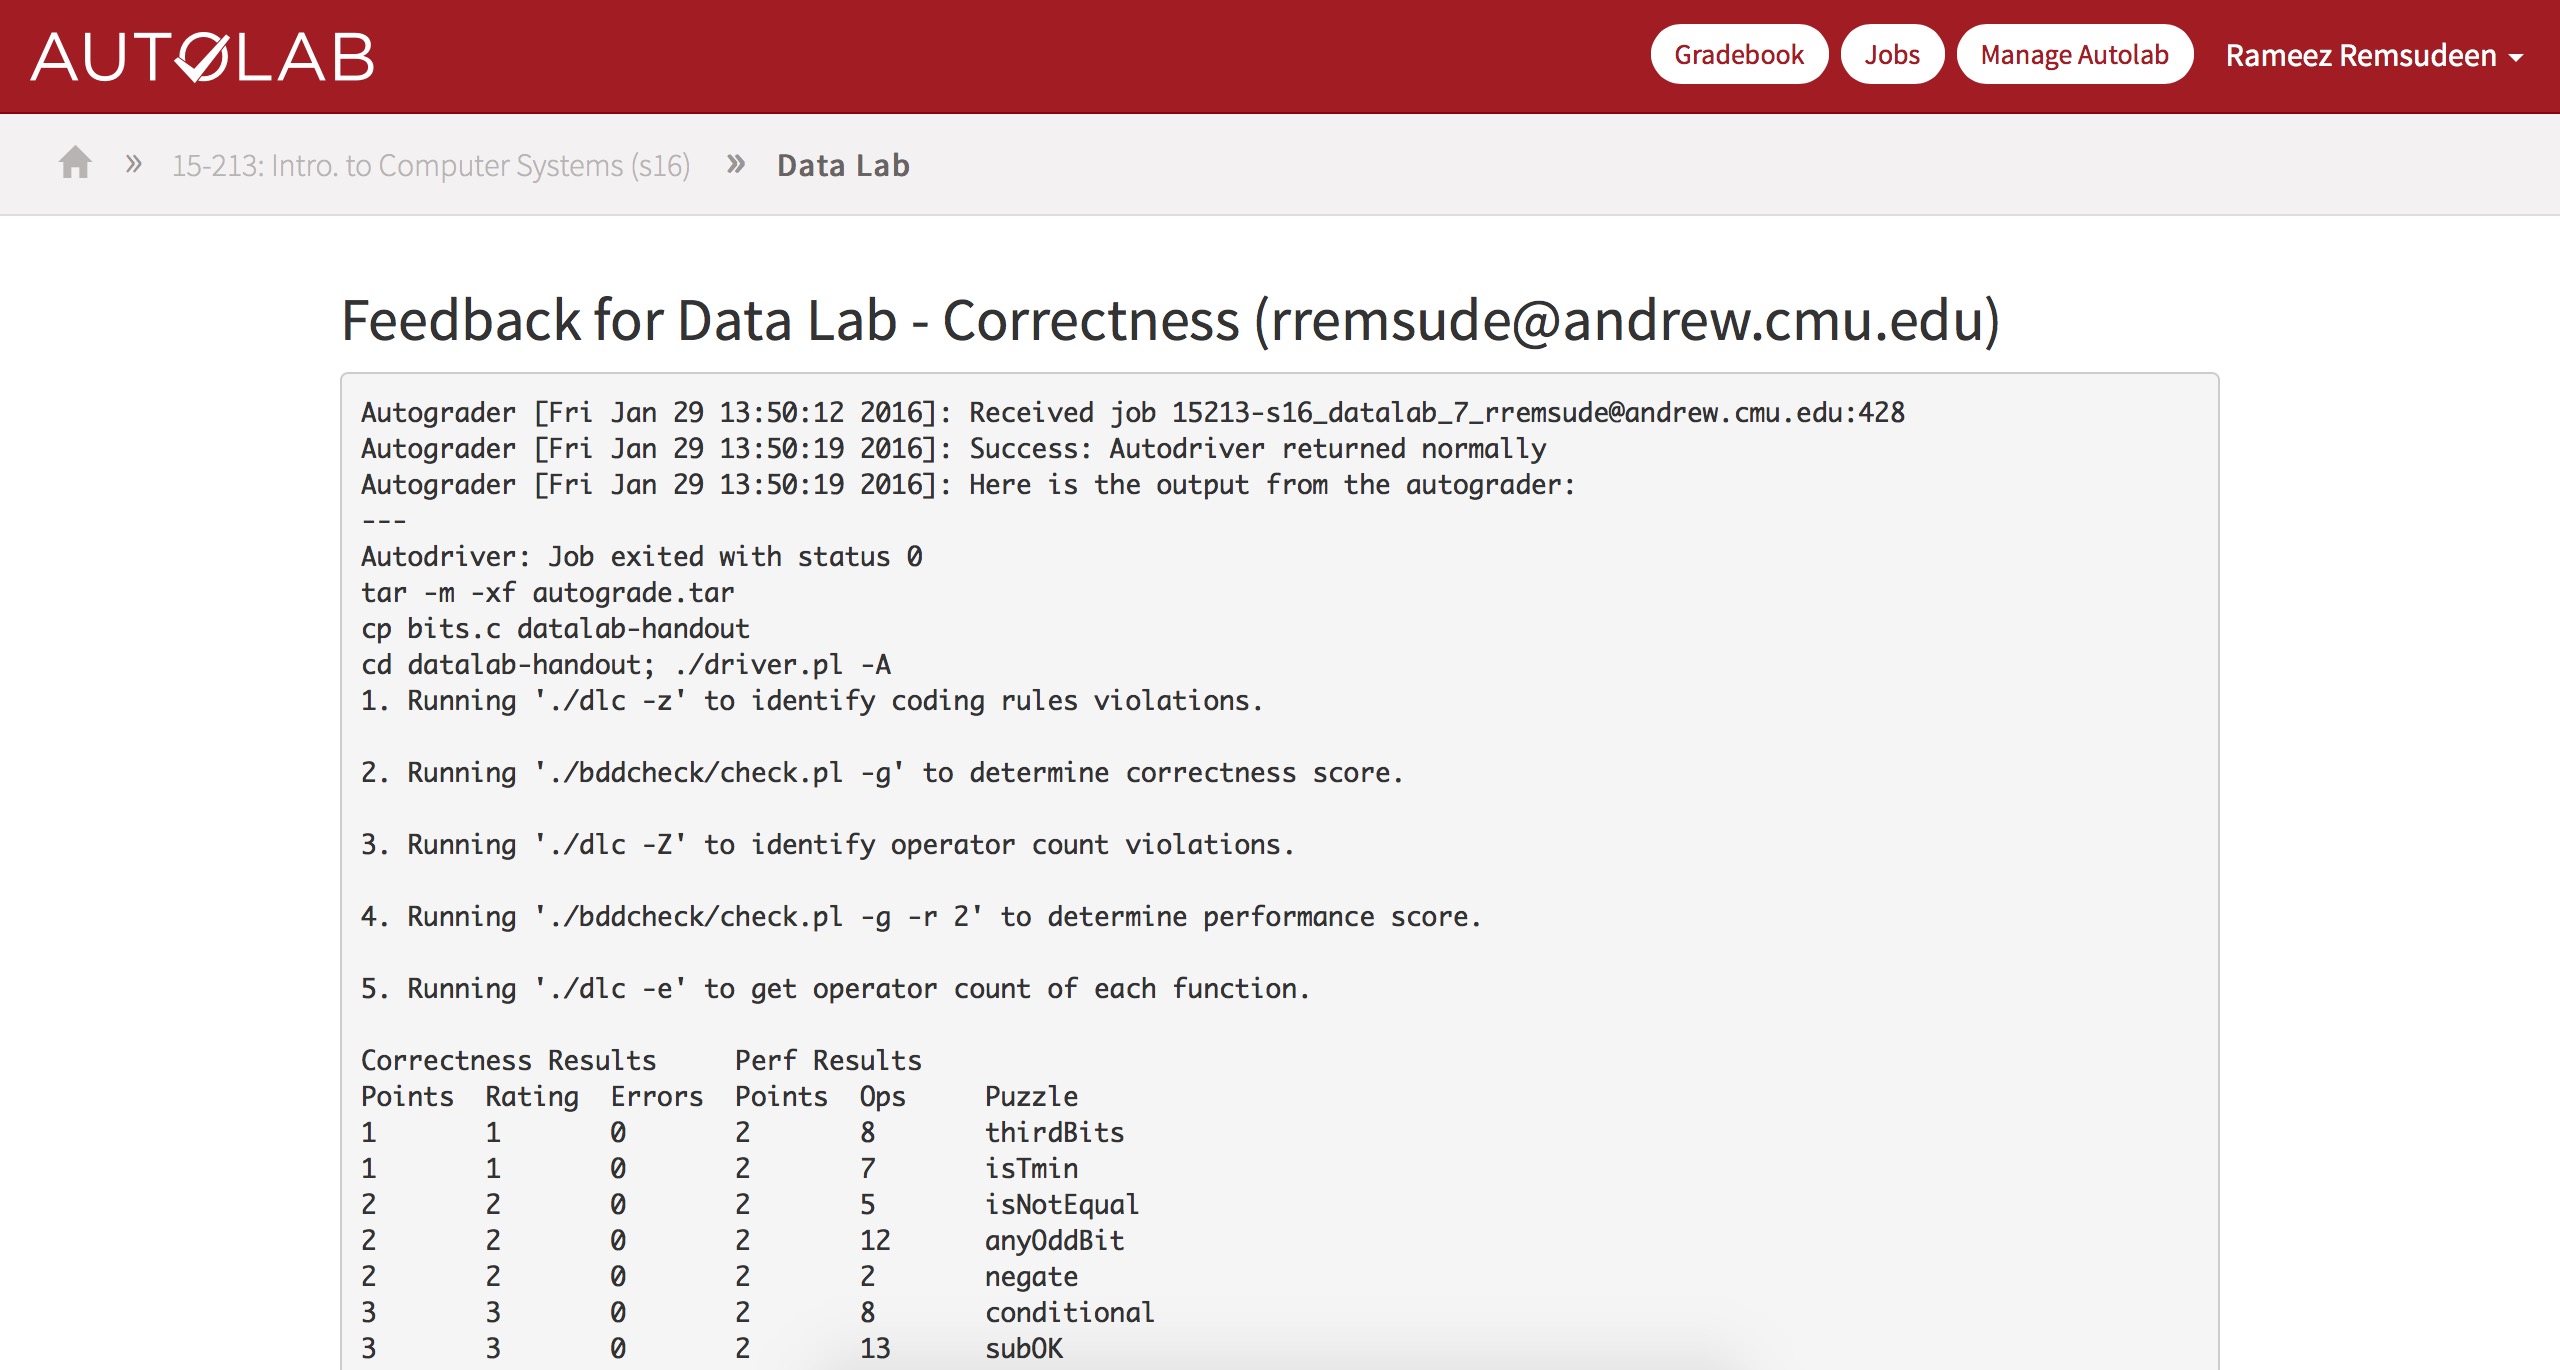 AUTOLAB
Gradebook Jobs Manage Autolab Rameez Remsudeen
» 15-213: Intro. to Computer Systems (s16) » Data Lab
Feedback for Data Lab - Correctness (rremsude@andrew.cmu.edu)
Autograder [Fri Jan 29 13:50:12 2016]: Received job 15213-s16_datalab_7_rremsude@andrew.cmu.edu:428
Autograder [Fri Jan 29 13:50:19 2016]: Success: Autodriver returned normally
Autograder [Fri Jan 29 13:50:19 2016]: Here is the output from the autograder:
---
Autodriver: Job exited with status 0
tar -m -xf autograde.tar
cp bits.c datalab-handout
cd datalab-handout; ./driver.pl -A
1. Running './dlc -z' to identify coding rules violations.
2. Running './bddcheck/check.pl -g' to determine correctness score.
3. Running './dlc -Z' to identify operator count violations.
4. Running './bddcheck/check.pl -g -r 2' to determine performance score.
5. Running './dlc -e' to get operator count of each function.
Correctness Results Perf Results
Points Rating Errors Points Ops Puzzle
1 1 0 2 8 thirdBits
1 1 0 2 7 isTmin
2 2 0 2 5 isNotEqual
2 2 0 2 12 anyOddBit
2 2 0 2 2 negate
3 3 0 2 8 conditional
3 3 0 2 13 subOK